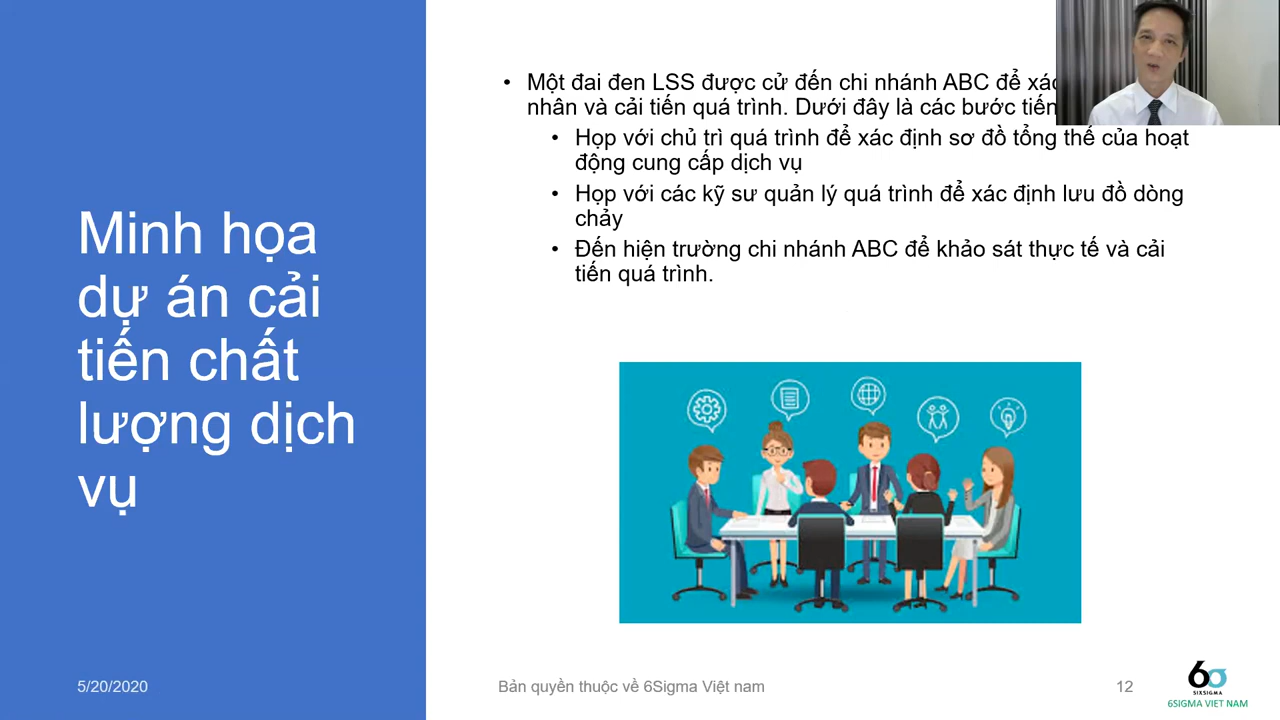 Minh họa
dự án cải
tiến chất
lượng dịch
vụ
• Một đai đen LSS được cử đến chi nhánh ABC để xác
nhân và cải tiến quá trình. Dưới đây là các bước tiến
• Họp với chủ trì quá trình để xác định sơ đồ tổng thể của hoạt
động cung cấp dịch vụ
• Họp với các kỹ sư quản lý quá trình để xác định lưu đồ dòng
chảy
• Đến hiện trường chi nhánh ABC để khảo sát thực tế và cải
tiến quá trình.
5/20/2020
Bản quyền thuộc về 6Sigma Việt nam
12
6σ
SIXSIGMA
6SIGMA VIET NAM